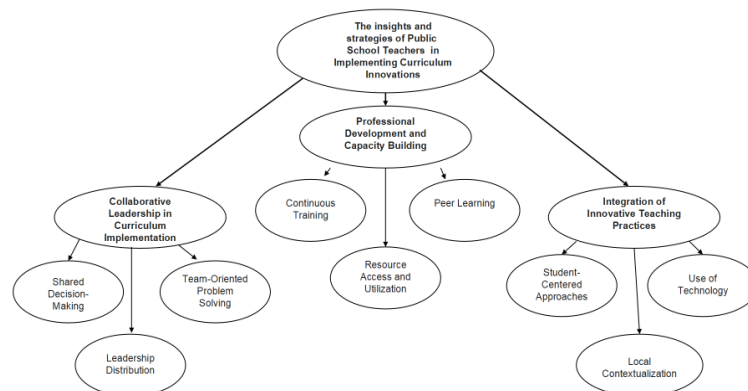 The insights and
strategies of Public
School Teachers in
Implementing Curriculum
Innovations
Professional
Development and
Capacity Building
Continuous
Training
Peer Learning
Resource
Access and
Utilization
Collaborative
Leadership in
Curriculum
Implementation
Shared
Decision-
Making
Team-Oriented
Problem
Solving
Leadership
Distribution
Integration of
Innovative Teaching
Practices
Student-
Centered
Approaches
Use of
Technology
Local
Contextualization